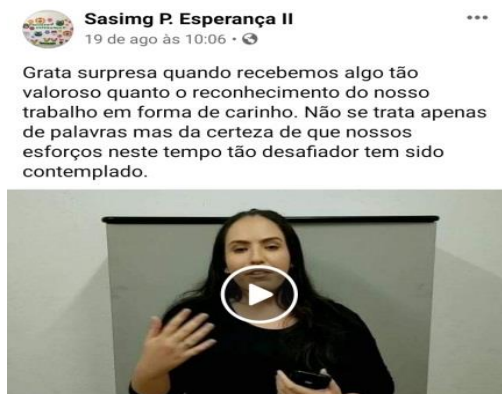 Sasimg P. Esperança II
19 de ago às 10:06
Grata surpresa quando recebemos algo tão
valoroso quanto o reconhecimento do nosso
trabalho em forma de carinho. Não se trata apenas
de palavras mas da certeza de que nossos
esforços neste tempo tão desafiador tem sido
contemplado.